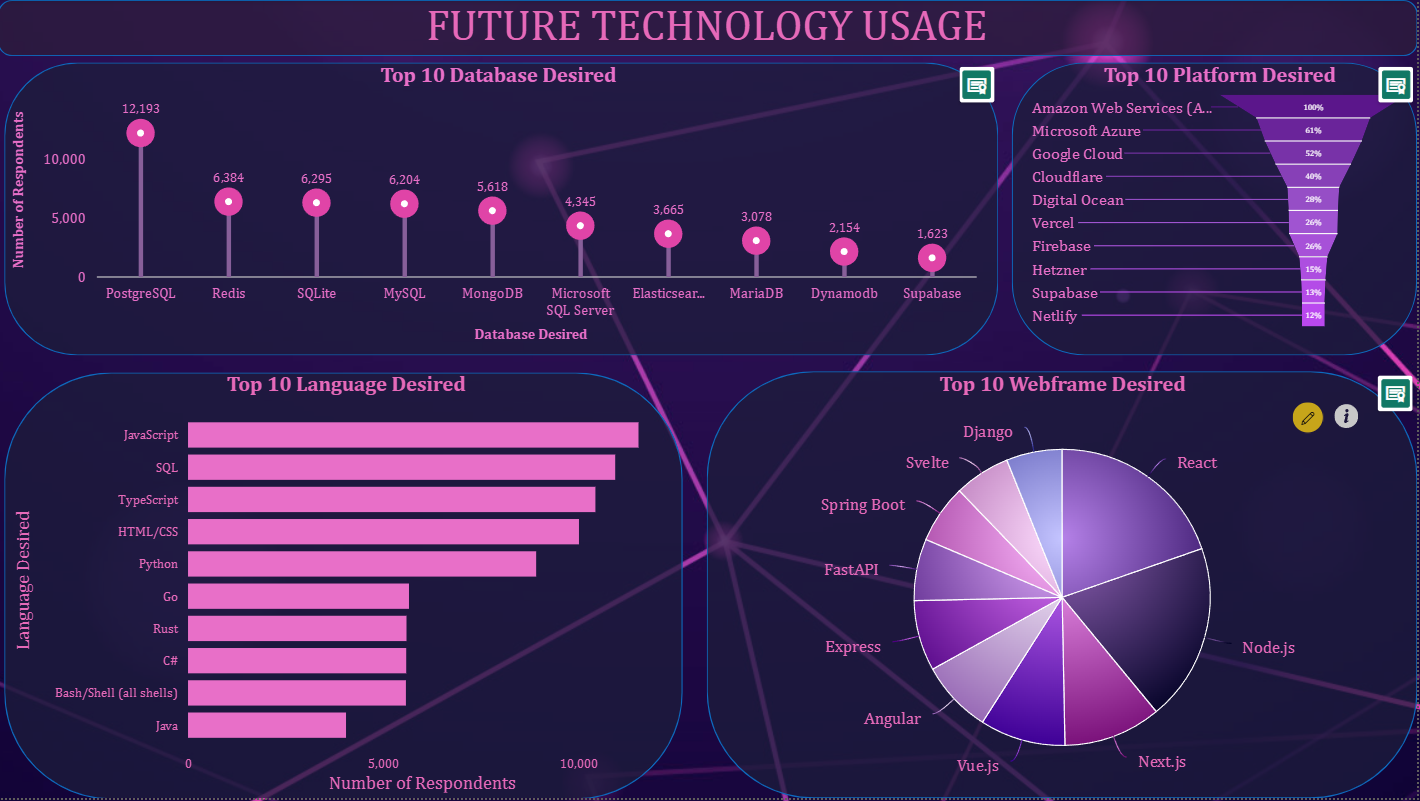 FUTURE TECHNOLOGY USAGE
Top 10 Database Desired
Number of Respondents
10,000
5,000
0
12,193
6,384
6,295
6,204
5,618
4,345
3,665
3,078
2,154
1,623
PostgreSQL
Redis
SQLite
MySQL
MongoDB
Microsoft
SQL Server
Elasticsear...
MariaDB
Dynamodb
Supabase
Database Desired
Top 10 Platform Desired
Amazon Web Services (A... 100%
Microsoft Azure 61%
Google Cloud 52%
Cloudflare 40%
Digital Ocean 28%
Vercel 26%
Firebase 26%
Hetzner 15%
Supabase 13%
Netlify 12%
Top 10 Language Desired
Language Desired
JavaScript
SQL
TypeScript
HTML/CSS
Python
Go
Rust
C#
Bash/Shell (all shells)
Java
0 5,000 10,000
Number of Respondents
Top 10 Webframe Desired
i
Django
React
Svelte
Spring Boot
FastAPI
Express
Node.js
Angular
Vue.js
Next.js